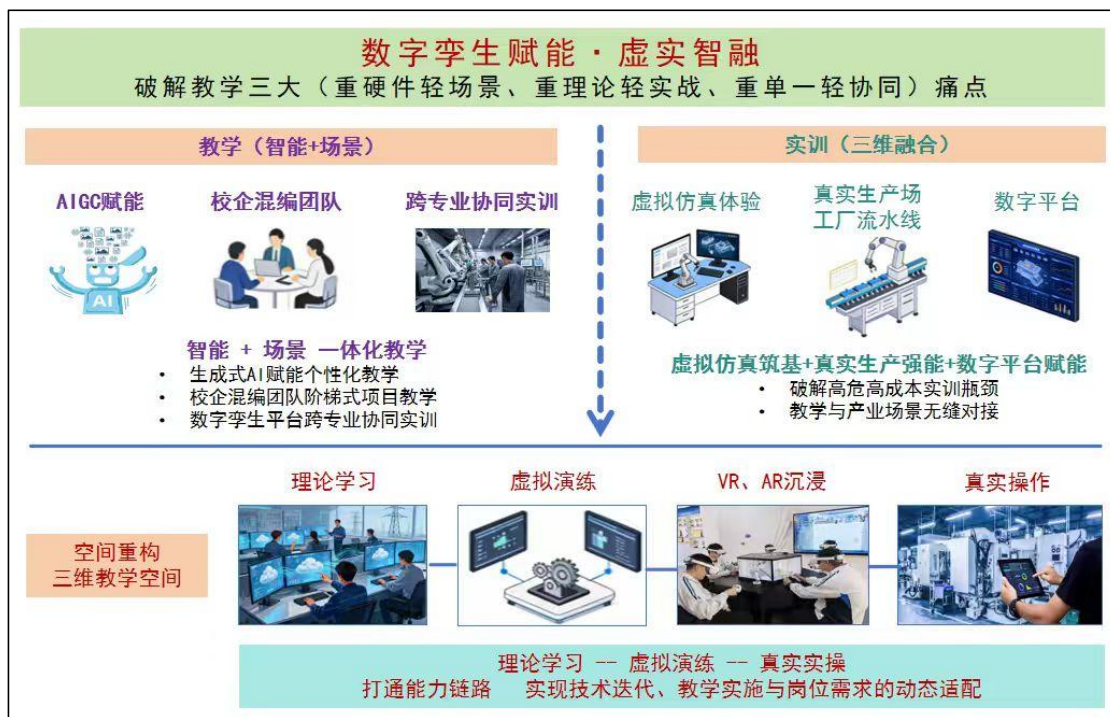 数字孪生赋能·虚实智融
破解教学三大（重硬件轻场景、重理论轻实战、重单一轻协同）痛点
教学（智能+场景）
AIGC赋能
校企混编团队
跨专业协同实训
AI
智能 + 场景 一体化教学
• 生成式AI赋能个性化教学
• 校企混编团队阶梯式项目教学
• 数字孪生平台跨专业协同实训
实训（三维融合）
虚拟仿真体验
真实生产场
工厂流水线
数字平台
虚拟仿真筑基+真实生产强能+数字平台赋能
• 破解高危高成本实训瓶颈
• 教学与产业场景无缝对接
空间重构
三维教学空间
理论学习
虚拟演练
VR、AR沉浸
真实操作
理论学习 -- 虚拟演练 -- 真实实操
打通能力链路 实现技术迭代、教学实施与岗位需求的动态适配